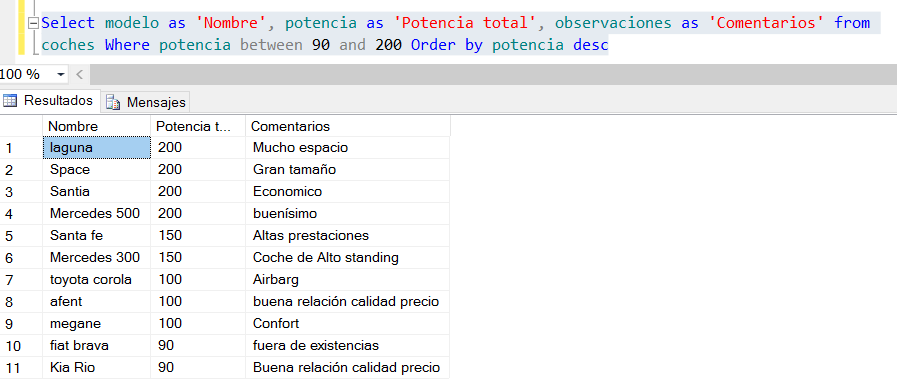 Select modelo as 'Nombre', potencia as 'Potencia total', observaciones as 'Comentarios' from
coches Where potencia between 90 and 200 Order by potencia desc
100 %
Resultados Mensajes
Nombre Potencia t... Comentarios
1 laguna 200 Mucho espacio
2 Space 200 Gran tamaño
3 Santia 200 Economico
4 Mercedes 500 200 buenísimo
5 Santa fe 150 Altas prestaciones
6 Mercedes 300 150 Coche de Alto standing
7 toyota corola 100 Airbarg
8 afent 100 buena relación calidad precio
9 megane 100 Confort
10 fiat brava 90 fuera de existencias
11 Kia Rio 90 Buena relación calidad precio